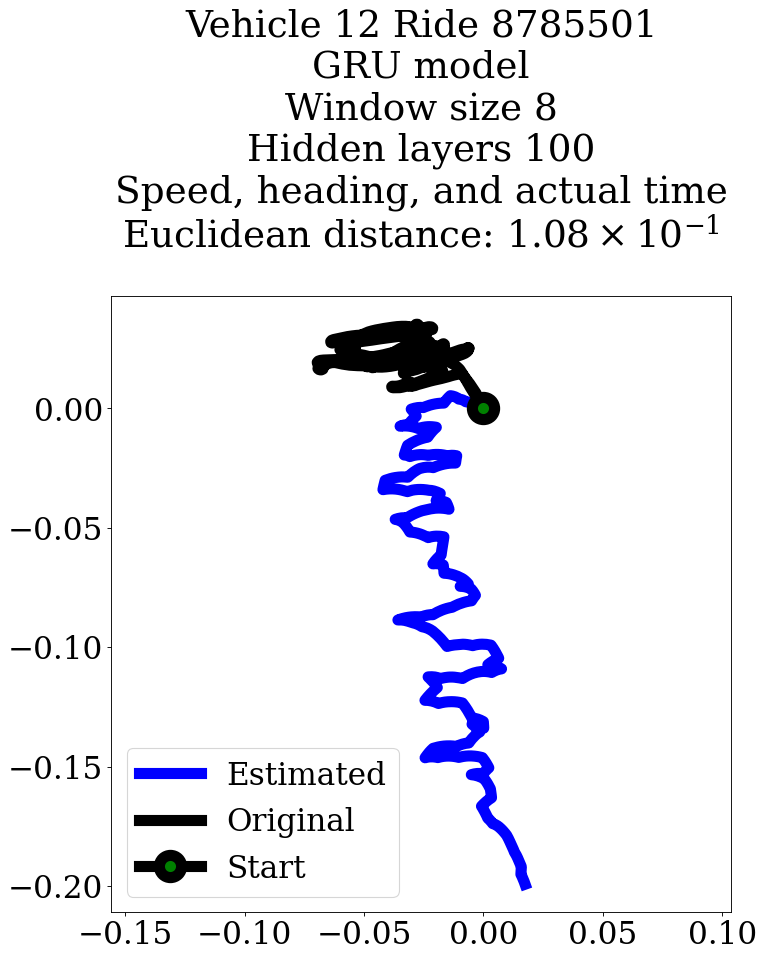 Vehicle 12 Ride 8785501
GRU model
Window size 8
Hidden layers 100
Speed, heading, and actual time
Euclidean distance: 1.08 × 10⁻¹
0.00
−0.05
−0.10
−0.15
−0.20
Estimated
Original
Start
−0.15 −0.10 −0.05 0.00 0.05 0.10